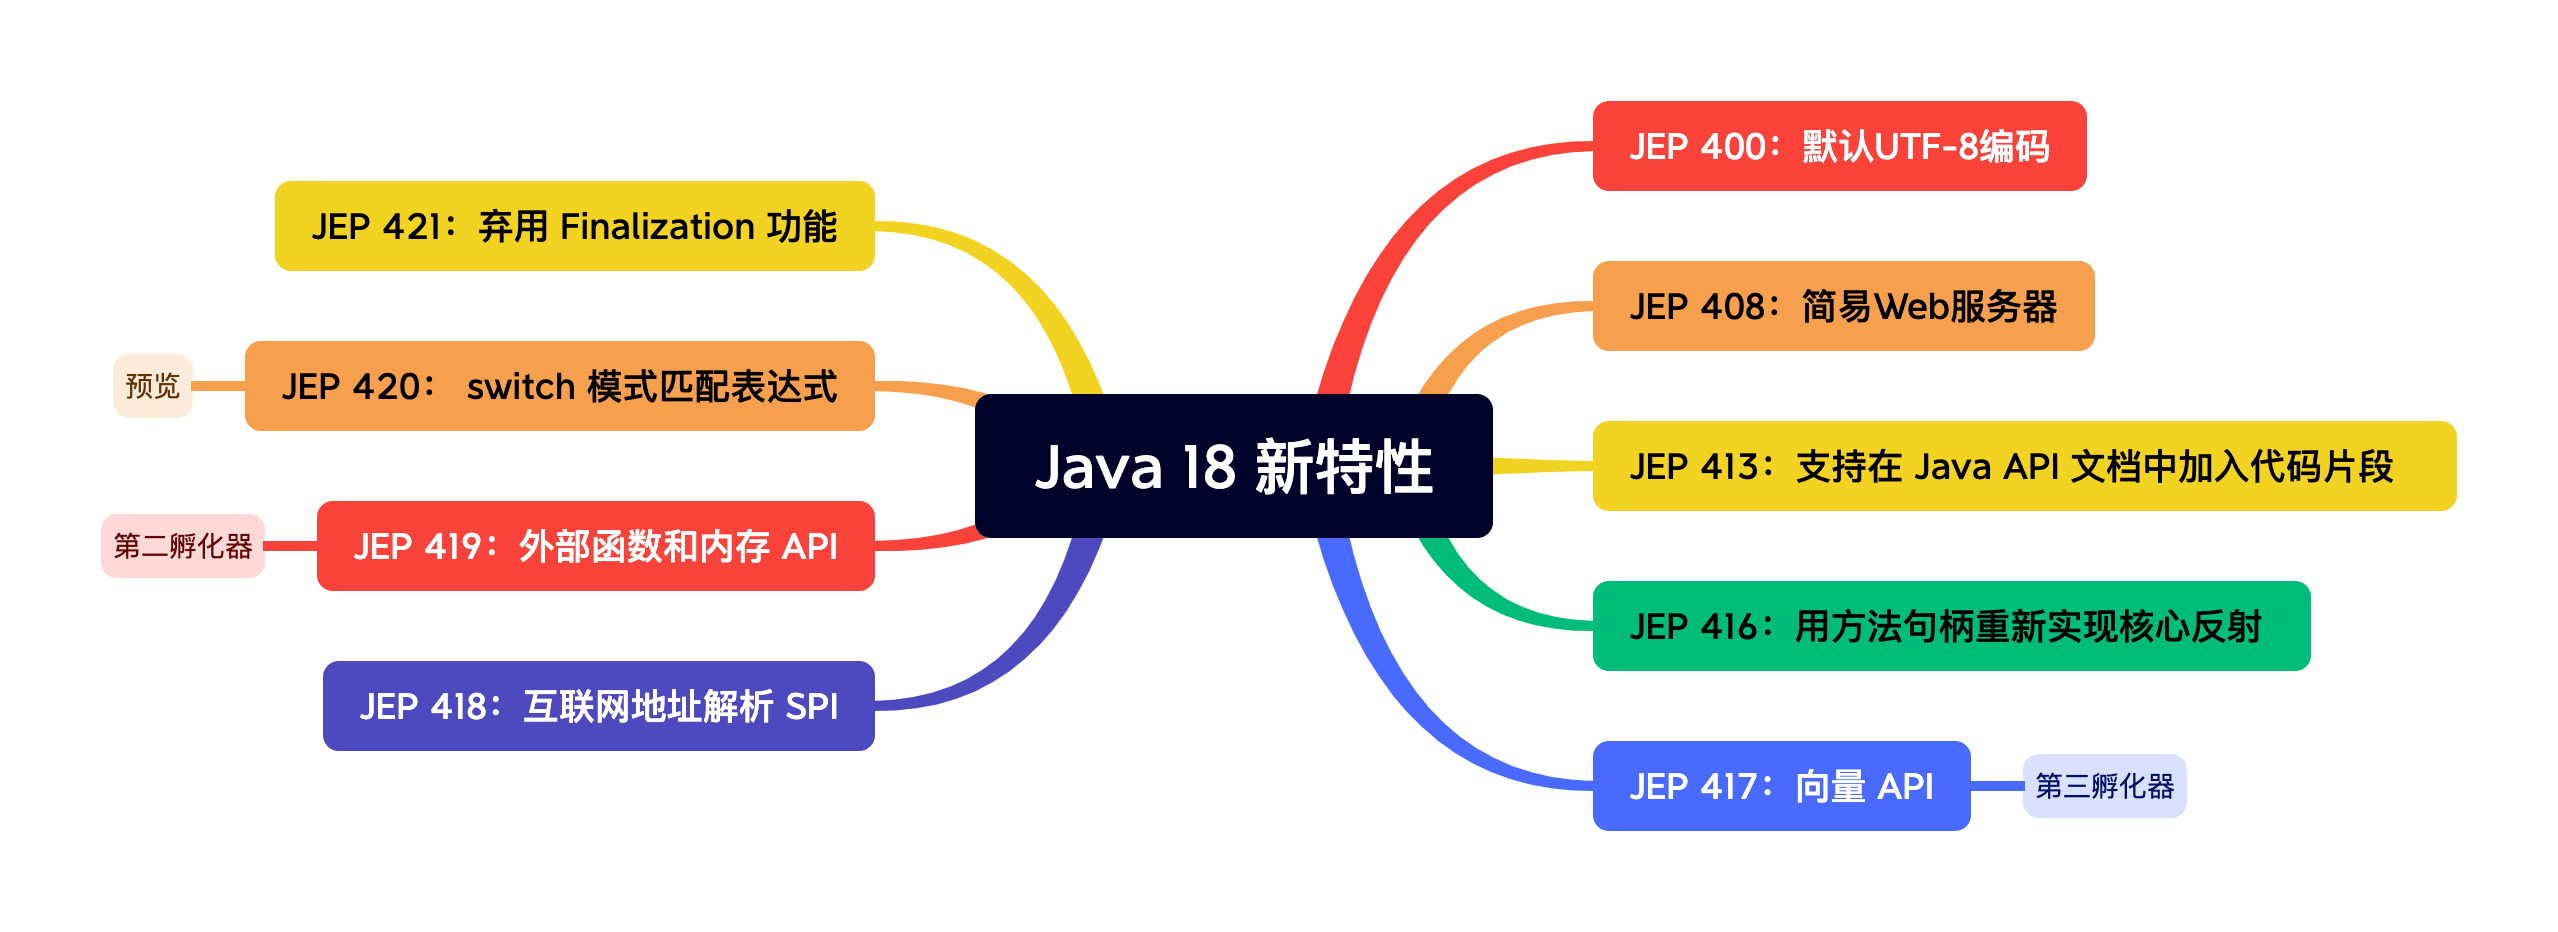 Java 18 新特性
JEP 400：默认UTF-8编码
JEP 408：简易Web服务器
JEP 413：支持在 Java API 文档中加入代码片段
JEP 416：用方法句柄重新实现核心反射
JEP 417：向量 API
第三孵化器
JEP 418：互联网地址解析 SPI
JEP 419：外部函数和内存 API
第二孵化器
JEP 420： switch 模式匹配表达式
预览
JEP 421：弃用 Finalization 功能